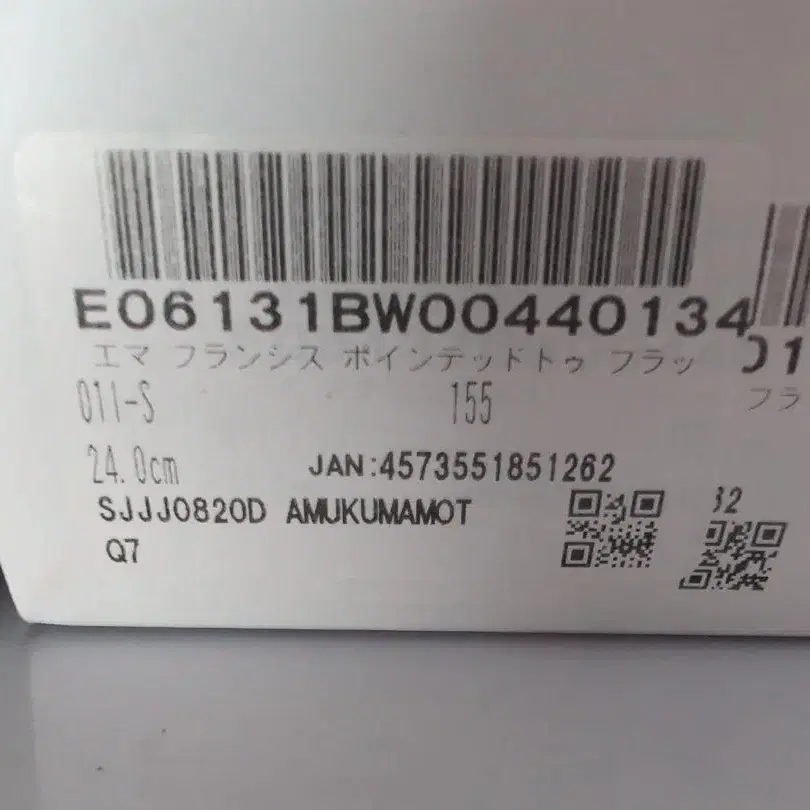 E06131BW00440134
エマ フランシス ポインテッドトゥ フラッ
011-S 155
24.0cm JAN:4573551851262
SJJJ0820D AMUKUMAMOT
Q7
01
フラ
32